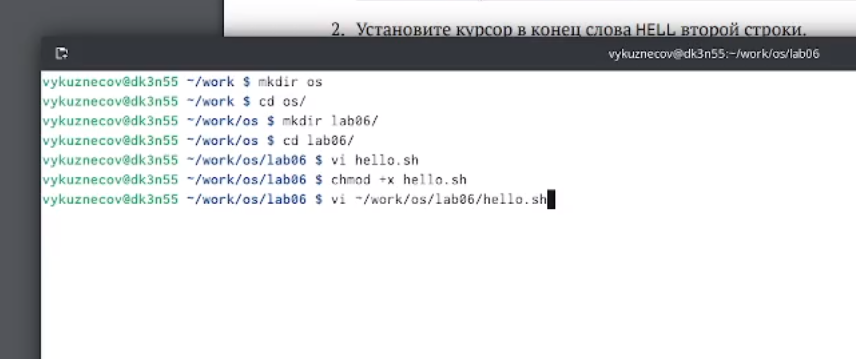 2. Установите курсор в конец слова HELL второй строки.
vykuznecov@dk3n55:~/work/os/lab06
vykuznecov@dk3n55 ~/work $ mkdir os
vykuznecov@dk3n55 ~/work $ cd os/
vykuznecov@dk3n55 ~/work/os $ mkdir lab06/
vykuznecov@dk3n55 ~/work/os $ cd lab06/
vykuznecov@dk3n55 ~/work/os/lab06 $ vi hello.sh
vykuznecov@dk3n55 ~/work/os/lab06 $ chmod +x hello.sh
vykuznecov@dk3n55 ~/work/os/lab06 $ vi ~/work/os/lab06/hello.sh